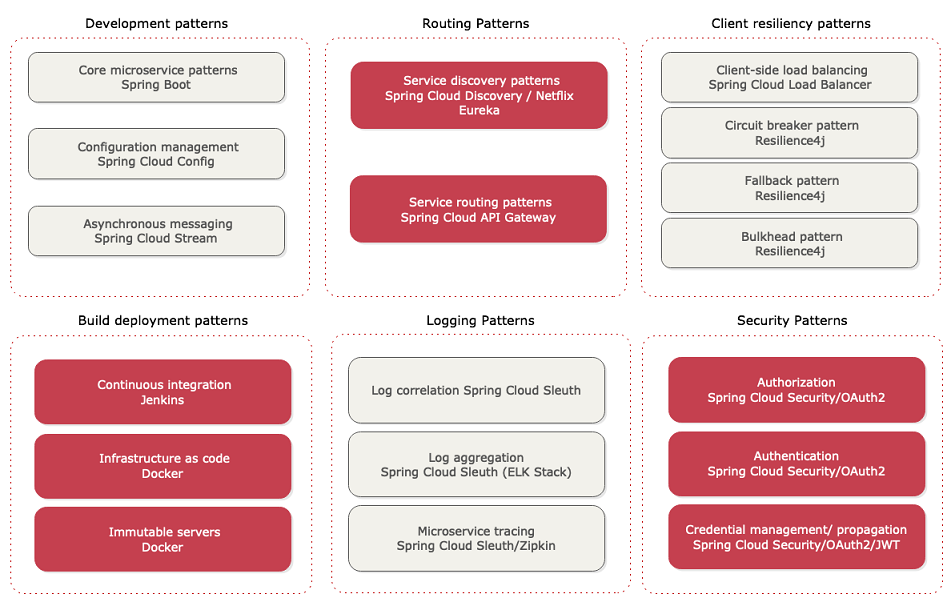 Development patterns
Core microservice patterns
Spring Boot
Configuration management
Spring Cloud Config
Asynchronous messaging
Spring Cloud Stream
Routing Patterns
Service discovery patterns
Spring Cloud Discovery / Netflix
Eureka
Service routing patterns
Spring Cloud API Gateway
Client resiliency patterns
Client-side load balancing
Spring Cloud Load Balancer
Circuit breaker pattern
Resilience4j
Fallback pattern
Resilience4j
Bulkhead pattern
Resilience4j
Build deployment patterns
Continuous integration
Jenkins
Infrastructure as code
Docker
Immutable servers
Docker
Logging Patterns
Log correlation Spring Cloud Sleuth
Log aggregation
Spring Cloud Sleuth (ELK Stack)
Microservice tracing
Spring Cloud Sleuth/Zipkin
Security Patterns
Authorization
Spring Cloud Security/OAuth2
Authentication
Spring Cloud Security/OAuth2
Credential management/ propagation
Spring Cloud Security/OAuth2/JWT